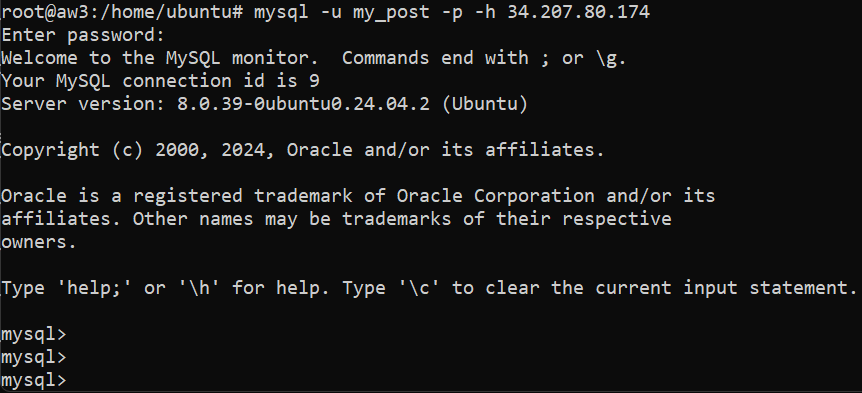 root@aw3:/home/ubuntu# mysql -u my_post -p -h 34.207.80.174
Enter password:
Welcome to the MySQL monitor.  Commands end with ; or \g.
Your MySQL connection id is 9
Server version: 8.0.39-0ubuntu0.24.04.2 (Ubuntu)

Copyright (c) 2000, 2024, Oracle and/or its affiliates.

Oracle is a registered trademark of Oracle Corporation and/or its
affiliates. Other names may be trademarks of their respective
owners.

Type 'help;' or '\h' for help. Type '\c' to clear the current input statement.

mysql>
mysql>
mysql>